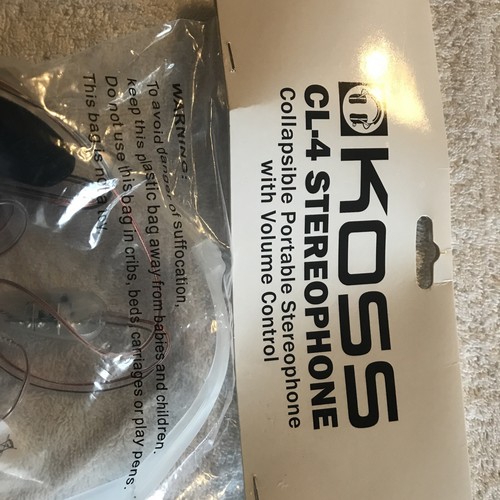 KOSS
CL-4 STEREOPHONE
Collapsible Portable Stereophone
with Volume Control
WARNING:
To avoid danger of suffocation,
keep this plastic bag away from babies and children.
Do not use this bag in cribs, beds, carriages or play pens.
This bag is not a toy.